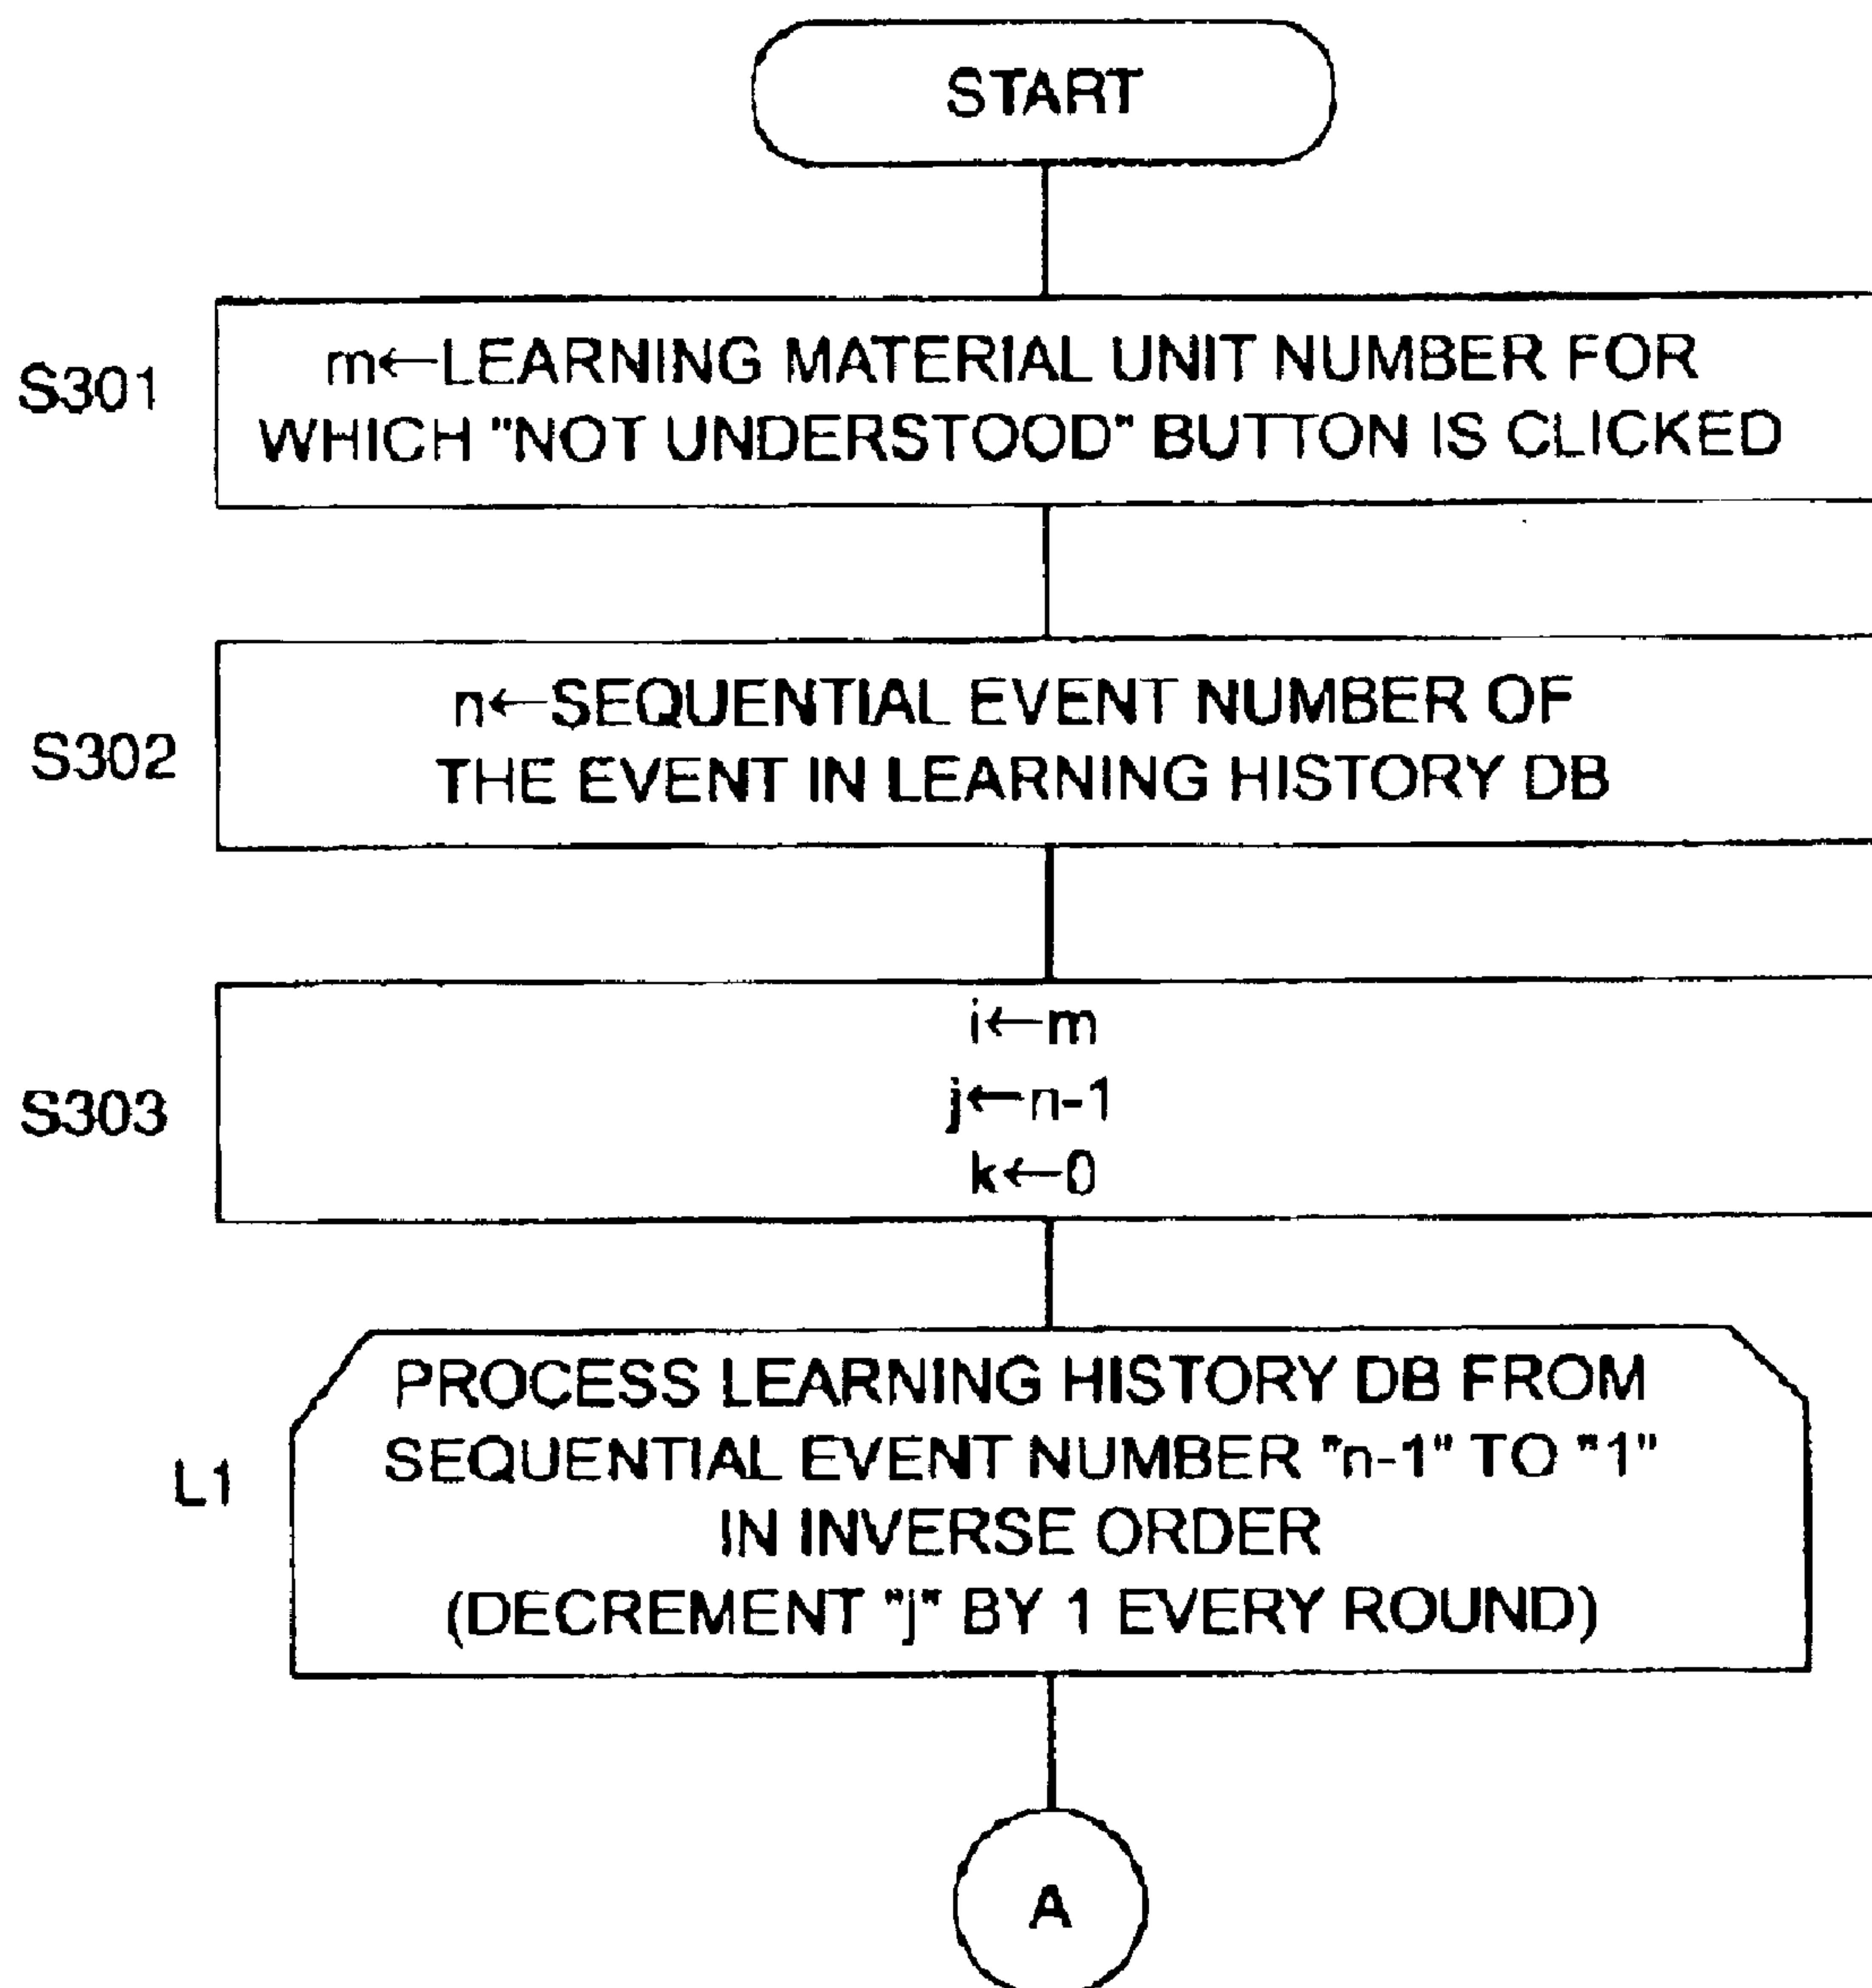 START
S301
m←LEARNING MATERIAL UNIT NUMBER FOR
WHICH "NOT UNDERSTOOD" BUTTON IS CLICKED
S302
n←SEQUENTIAL EVENT NUMBER OF
THE EVENT IN LEARNING HISTORY DB
S303
i←m
j←n-1
k←0
L1
PROCESS LEARNING HISTORY DB FROM
SEQUENTIAL EVENT NUMBER "n-1" TO "1"
IN INVERSE ORDER
(DECREMENT "j" BY 1 EVERY ROUND)
A